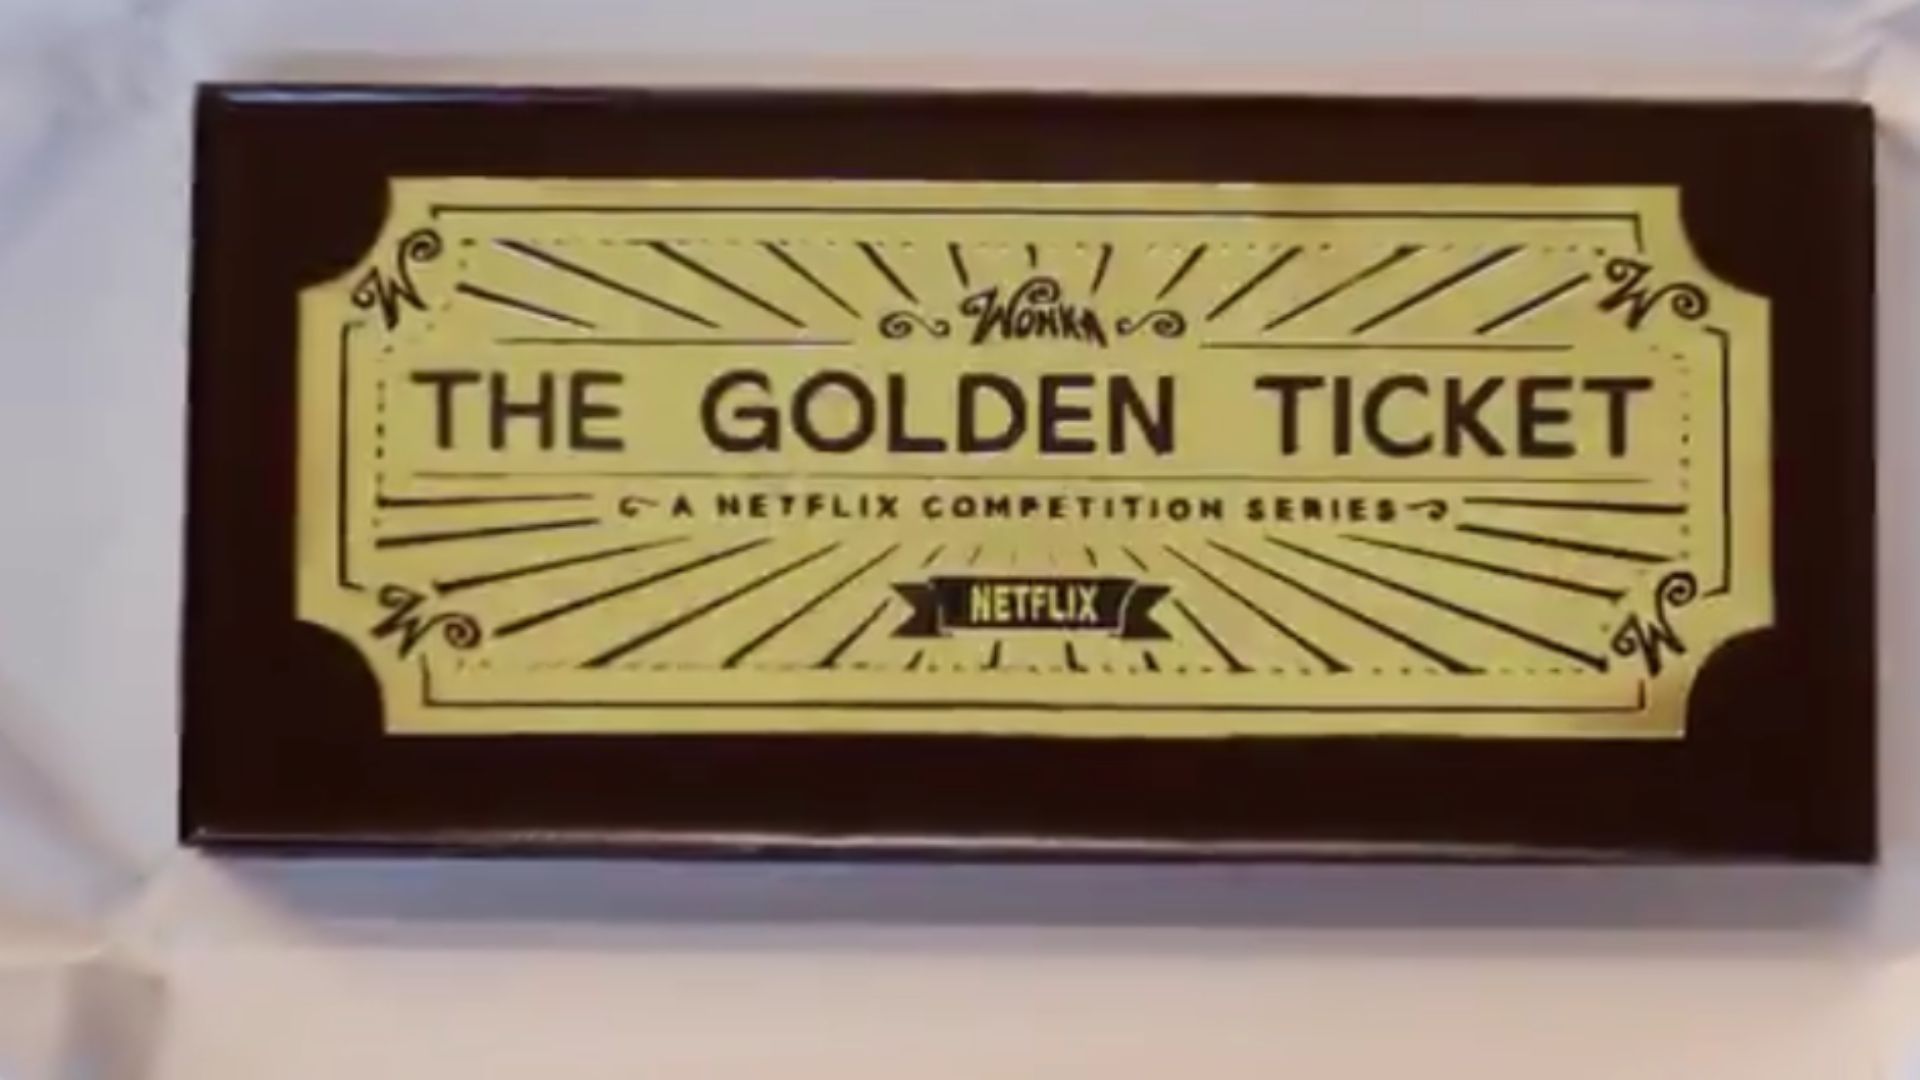 W W
WONKA
THE GOLDEN TICKET
A NETFLIX COMPETITION SERIES
NETFLIX
W W